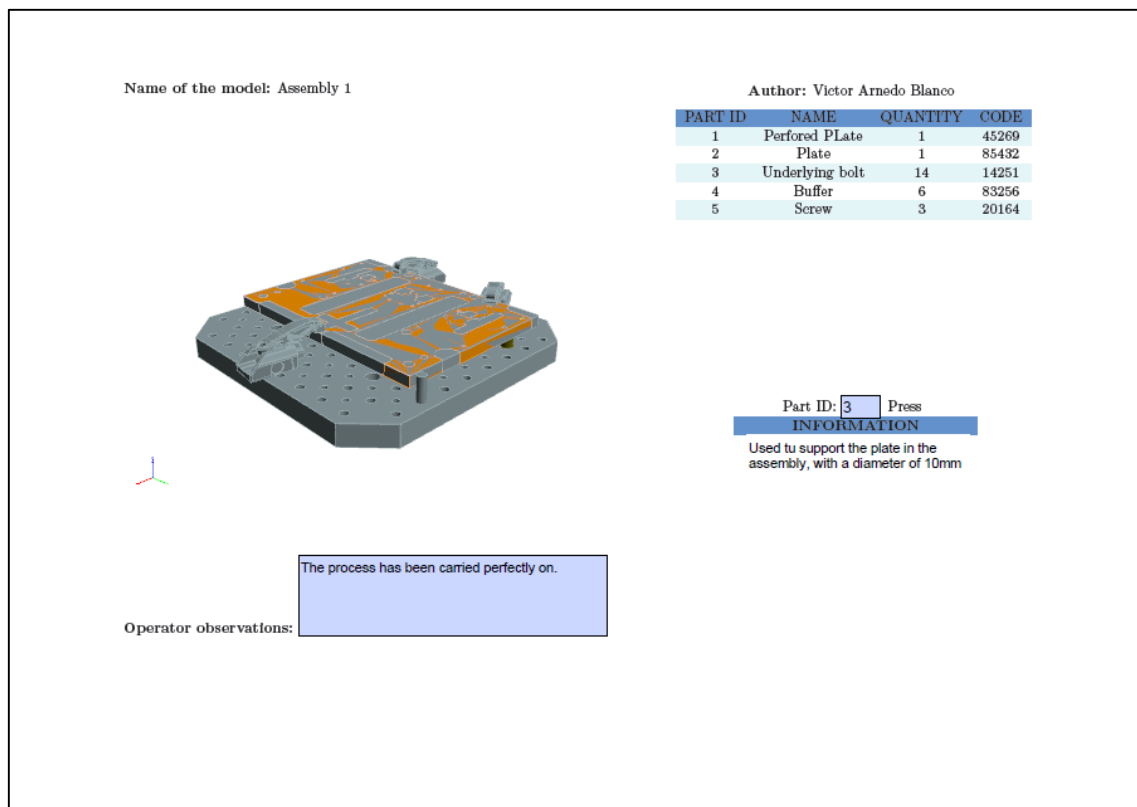 Name of the model: Assembly 1
Author: Victor Arnedo Blanco
PART ID NAME QUANTITY CODE
1 Perfored PLate 1 45269
2 Plate 1 85432
3 Underlying bolt 14 14251
4 Buffer 6 83256
5 Screw 3 20164
Part ID: 3 Press
INFORMATION
Used tu support the plate in the
assembly, with a diameter of 10mm
The process has been carried perfectly on.
Operator observations: